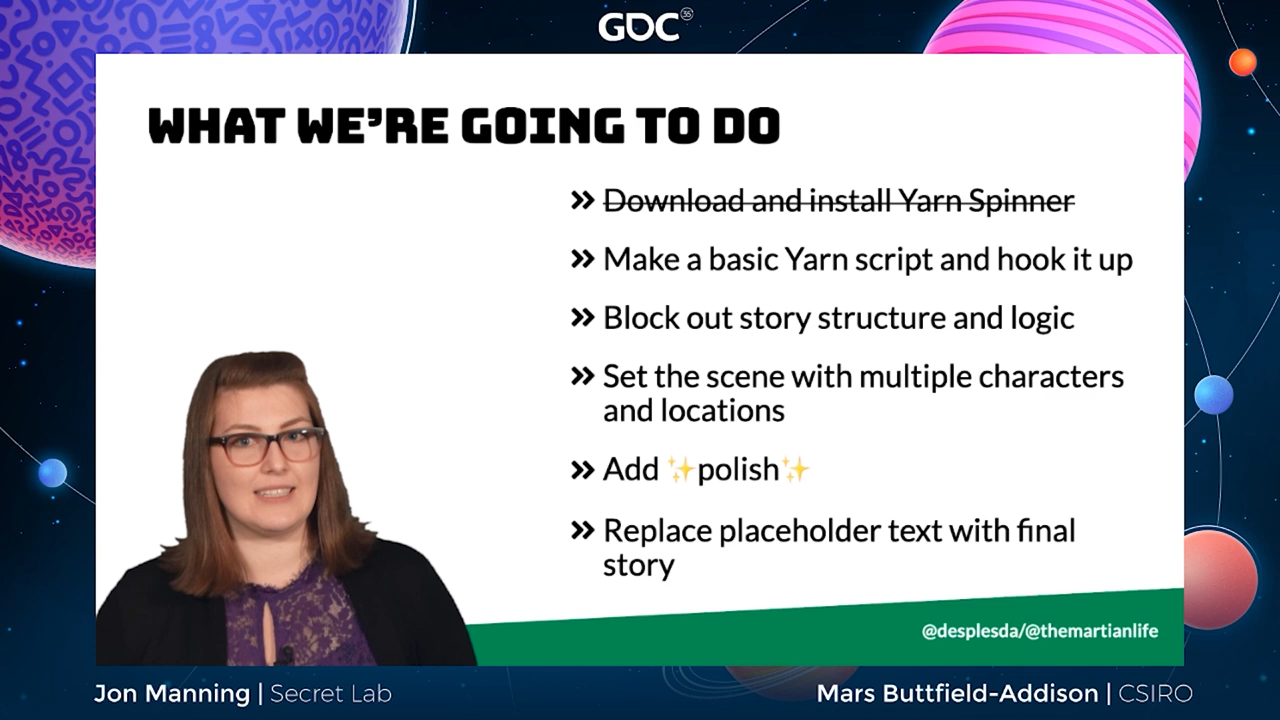 GDC 35
WHAT WE'RE GOING TO DO
» Download and install Yarn Spinner
» Make a basic Yarn script and hook it up
» Block out story structure and logic
» Set the scene with multiple characters
and locations
» Add ✨polish✨
» Replace placeholder text with final
story
@desplesda/@themartianlife
Jon Manning | Secret Lab
Mars Buttfield-Addison | CSIRO